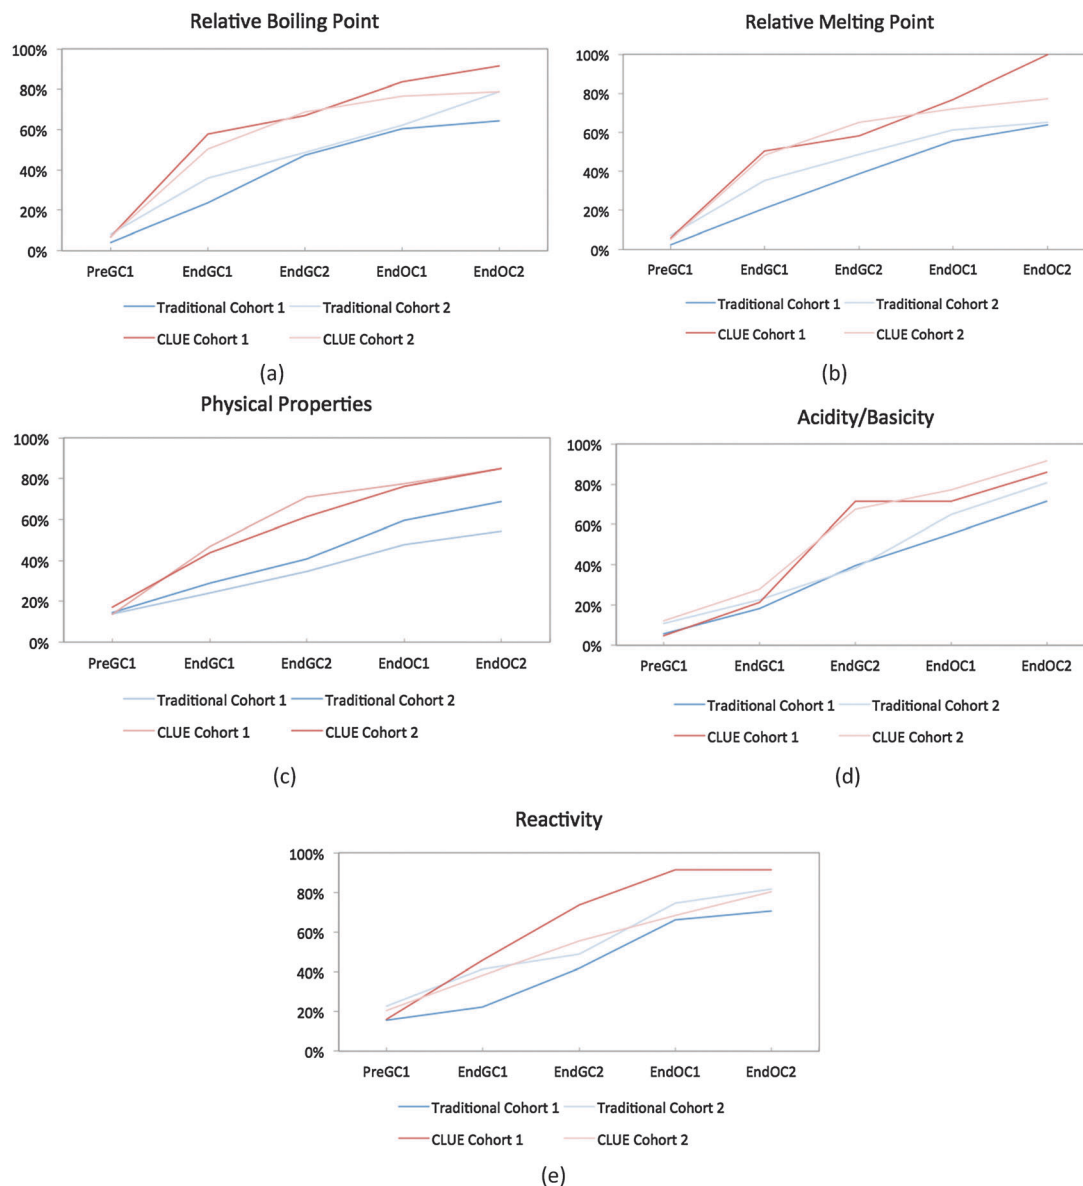 Relative Boiling Point
100%
80%
60%
40%
20%
0%
PreGC1 EndGC1 EndGC2 EndOC1 EndOC2
Traditional Cohort 1 Traditional Cohort 2
CLUE Cohort 1 CLUE Cohort 2
(a)
Relative Melting Point
100%
80%
60%
40%
20%
0%
PreGC1 EndGC1 EndGC2 EndOC1 EndOC2
Traditional Cohort 1 Traditional Cohort 2
CLUE Cohort 1 CLUE Cohort 2
(b)
Physical Properties
100%
80%
60%
40%
20%
0%
PreGC1 EndGC1 EndGC2 EndOC1 EndOC2
Traditional Cohort 1 Traditional Cohort 2
CLUE Cohort 1 CLUE Cohort 2
(c)
Acidity/Basicity
100%
80%
60%
40%
20%
0%
PreGC1 EndGC1 EndGC2 EndOC1 EndOC2
Traditional Cohort 1 Traditional Cohort 2
CLUE Cohort 1 CLUE Cohort 2
(d)
Reactivity
100%
80%
60%
40%
20%
0%
PreGC1 EndGC1 EndGC2 EndOC1 EndOC2
Traditional Cohort 1 Traditional Cohort 2
CLUE Cohort 1 CLUE Cohort 2
(e)